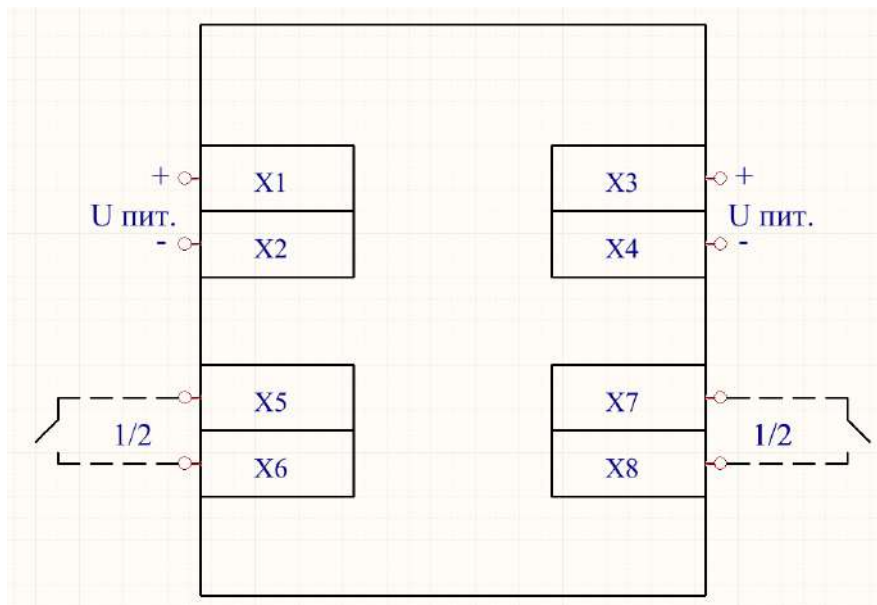 + X1 X3 +
U пит. U пит.
- X2 X4 -
X5 X7
1/2 1/2
X6 X8